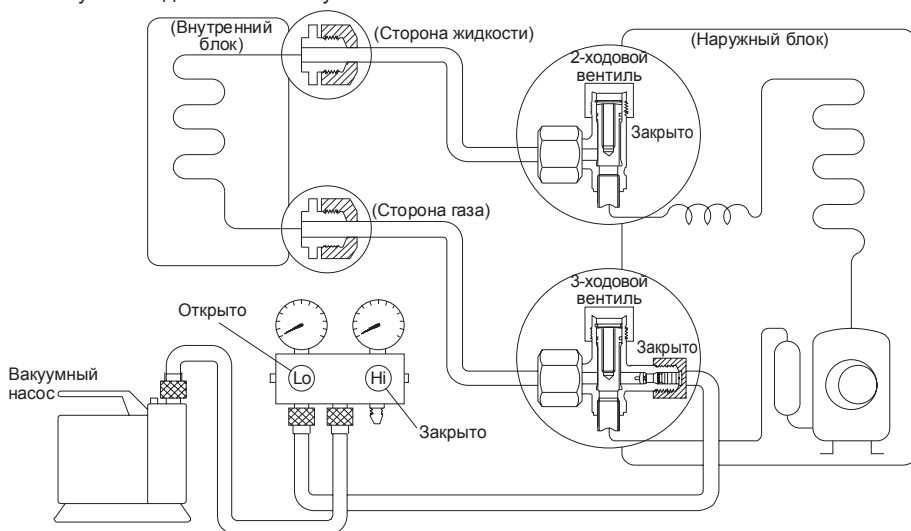 (Внутренний
блок)
(Сторона жидкости)
2-ходовой
вентиль
(Наружный блок)
Закрыто
(Сторона газа)
3-ходовой
вентиль
Закрыто
Открыто
Вакуумный
насос
Lo
Hi
Закрыто